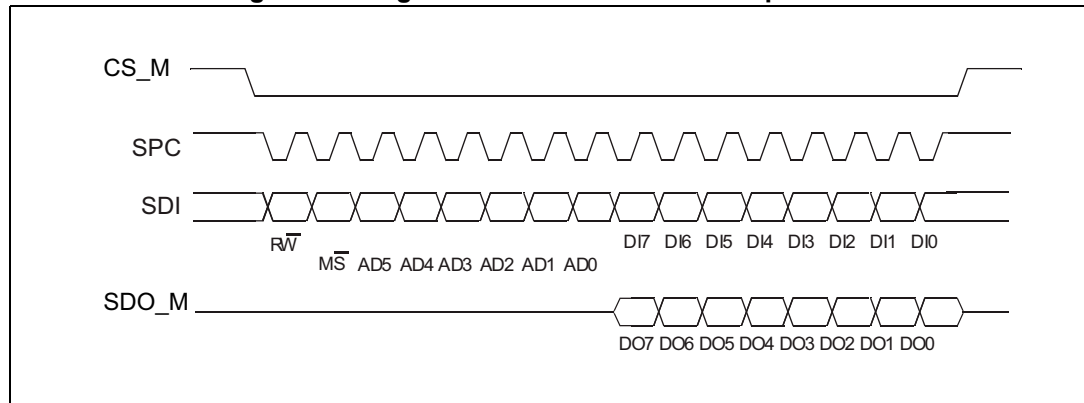 CS_M
SPC
SDI
RW̅ DI7 DI6 DI5 DI4 DI3 DI2 DI1 DI0
MS̅ AD5 AD4 AD3 AD2 AD1 AD0
SDO_M
DO7 DO6 DO5 DO4 DO3 DO2 DO1 DO0